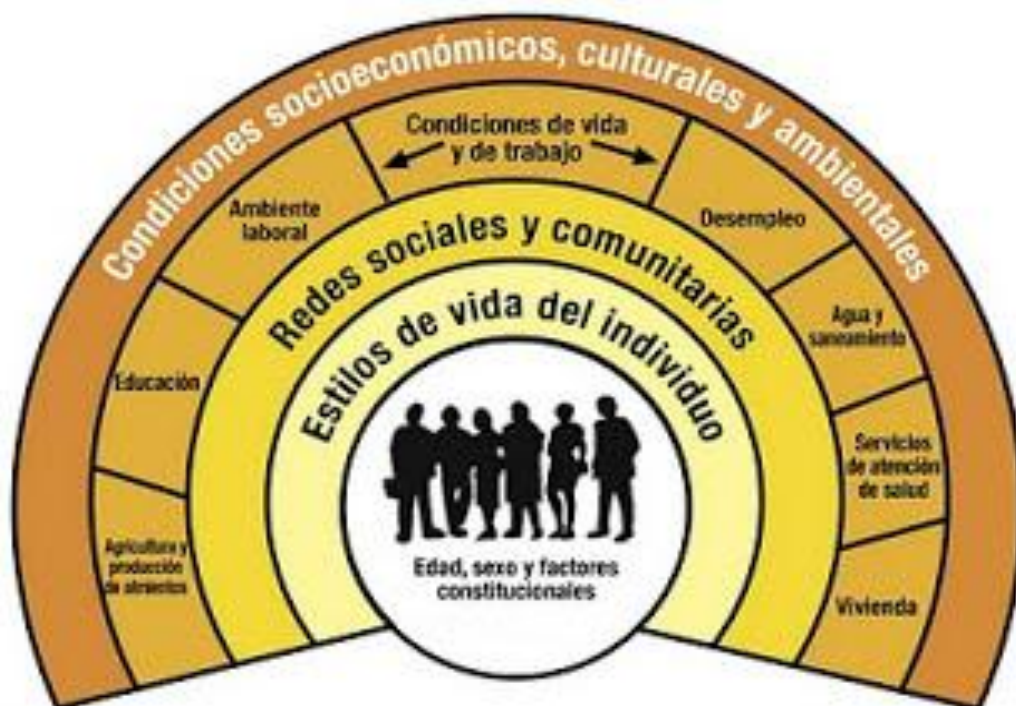 Condiciones socioeconómicos, culturales y ambientales
Condiciones de vida
y de trabajo
Ambiente
laboral
Desempleo
Educación
Agua y
saneamiento
Agricultura y
producción
de alimentos
Servicios
de atención
de salud
Vivienda
Redes sociales y comunitarias
Estilos de vida del individuo
Edad, sexo y factores
constitucionales